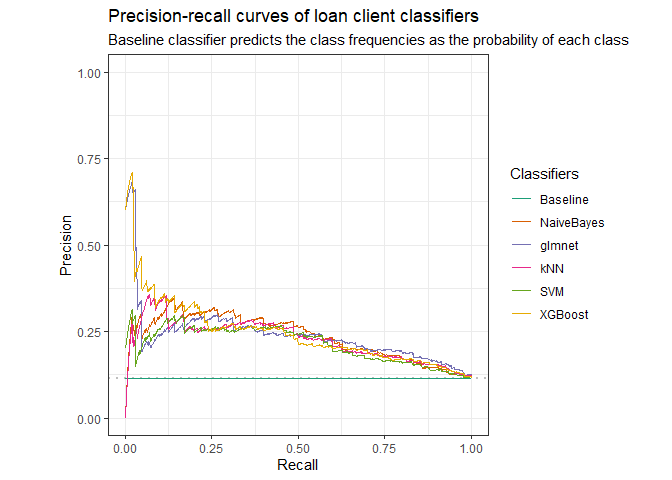 Precision-recall curves of loan client classifiers
Baseline classifier predicts the class frequencies as the probability of each class
1.00
0.75
0.50
0.25
0.00
Precision
0.00 0.25 0.50 0.75 1.00
Recall
Classifiers
Baseline
NaiveBayes
glmnet
kNN
SVM
XGBoost